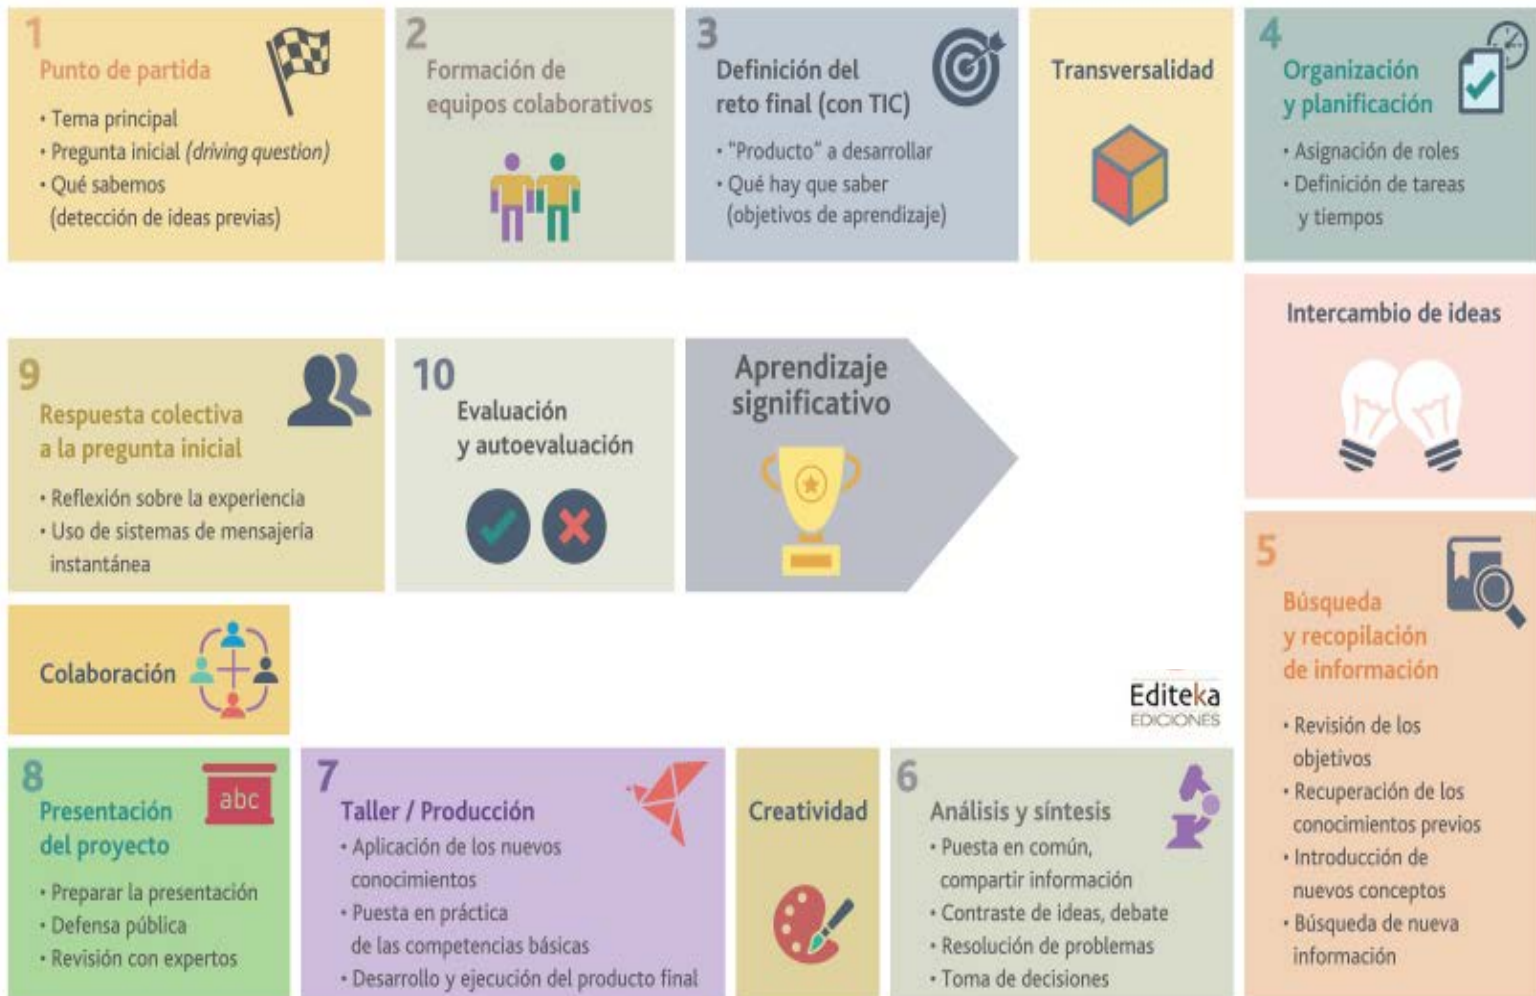 1
Punto de partida
• Tema principal
• Pregunta inicial (driving question)
• Qué sabemos
(detección de ideas previas)
2
Formación de
equipos colaborativos
3
Definición del
reto final (con TIC)
• "Producto" a desarrollar
• Qué hay que saber
(objetivos de aprendizaje)
Transversalidad
4
Organización
y planificación
• Asignación de roles
• Definición de tareas
y tiempos
Intercambio de ideas
5
Búsqueda
y recopilación
de información
• Revisión de los
objetivos
• Recuperación de los
conocimientos previos
• Introducción de
nuevos conceptos
• Búsqueda de nueva
información
6
Análisis y síntesis
• Puesta en común,
compartir información
• Contraste de ideas, debate
• Resolución de problemas
• Toma de decisiones
Creatividad
7
Taller / Producción
• Aplicación de los nuevos
conocimientos
• Puesta en práctica
de las competencias básicas
• Desarrollo y ejecución del producto final
8
abc
Presentación
del proyecto
• Preparar la presentación
• Defensa pública
• Revisión con expertos
Colaboración
9
Respuesta colectiva
a la pregunta inicial
• Reflexión sobre la experiencia
• Uso de sistemas de mensajería
instantánea
10
Evaluación
y autoevaluación
Aprendizaje
significativo
Editeka
EDICIONES